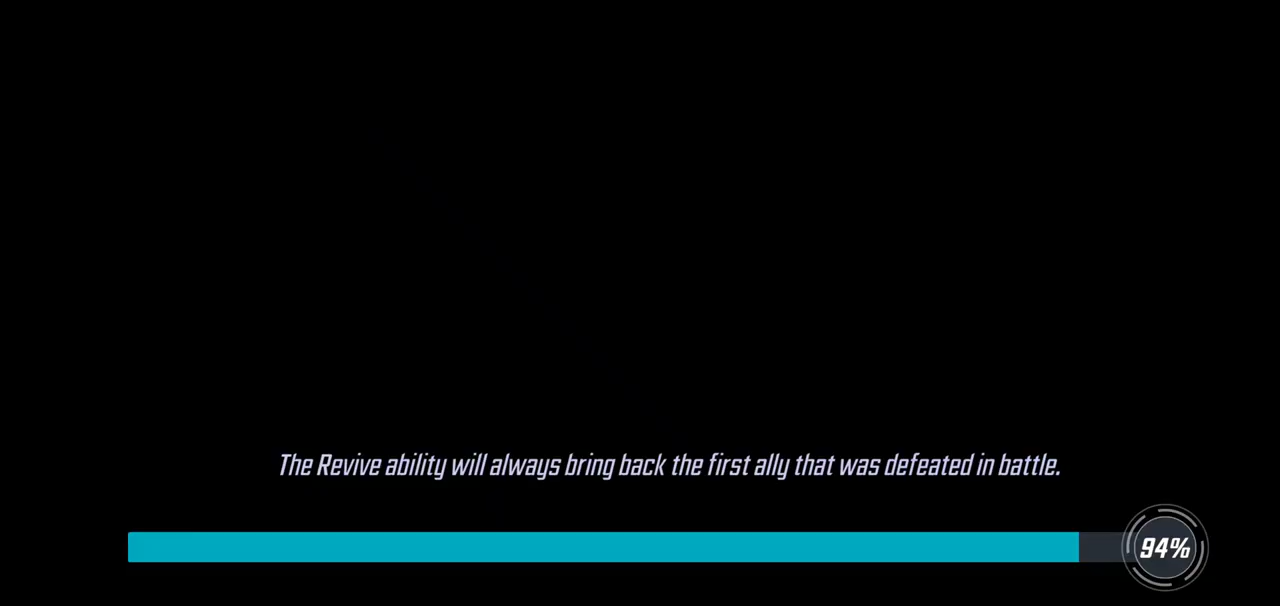 The Revive ability will always bring back the first ally that was defeated in battle.
94%